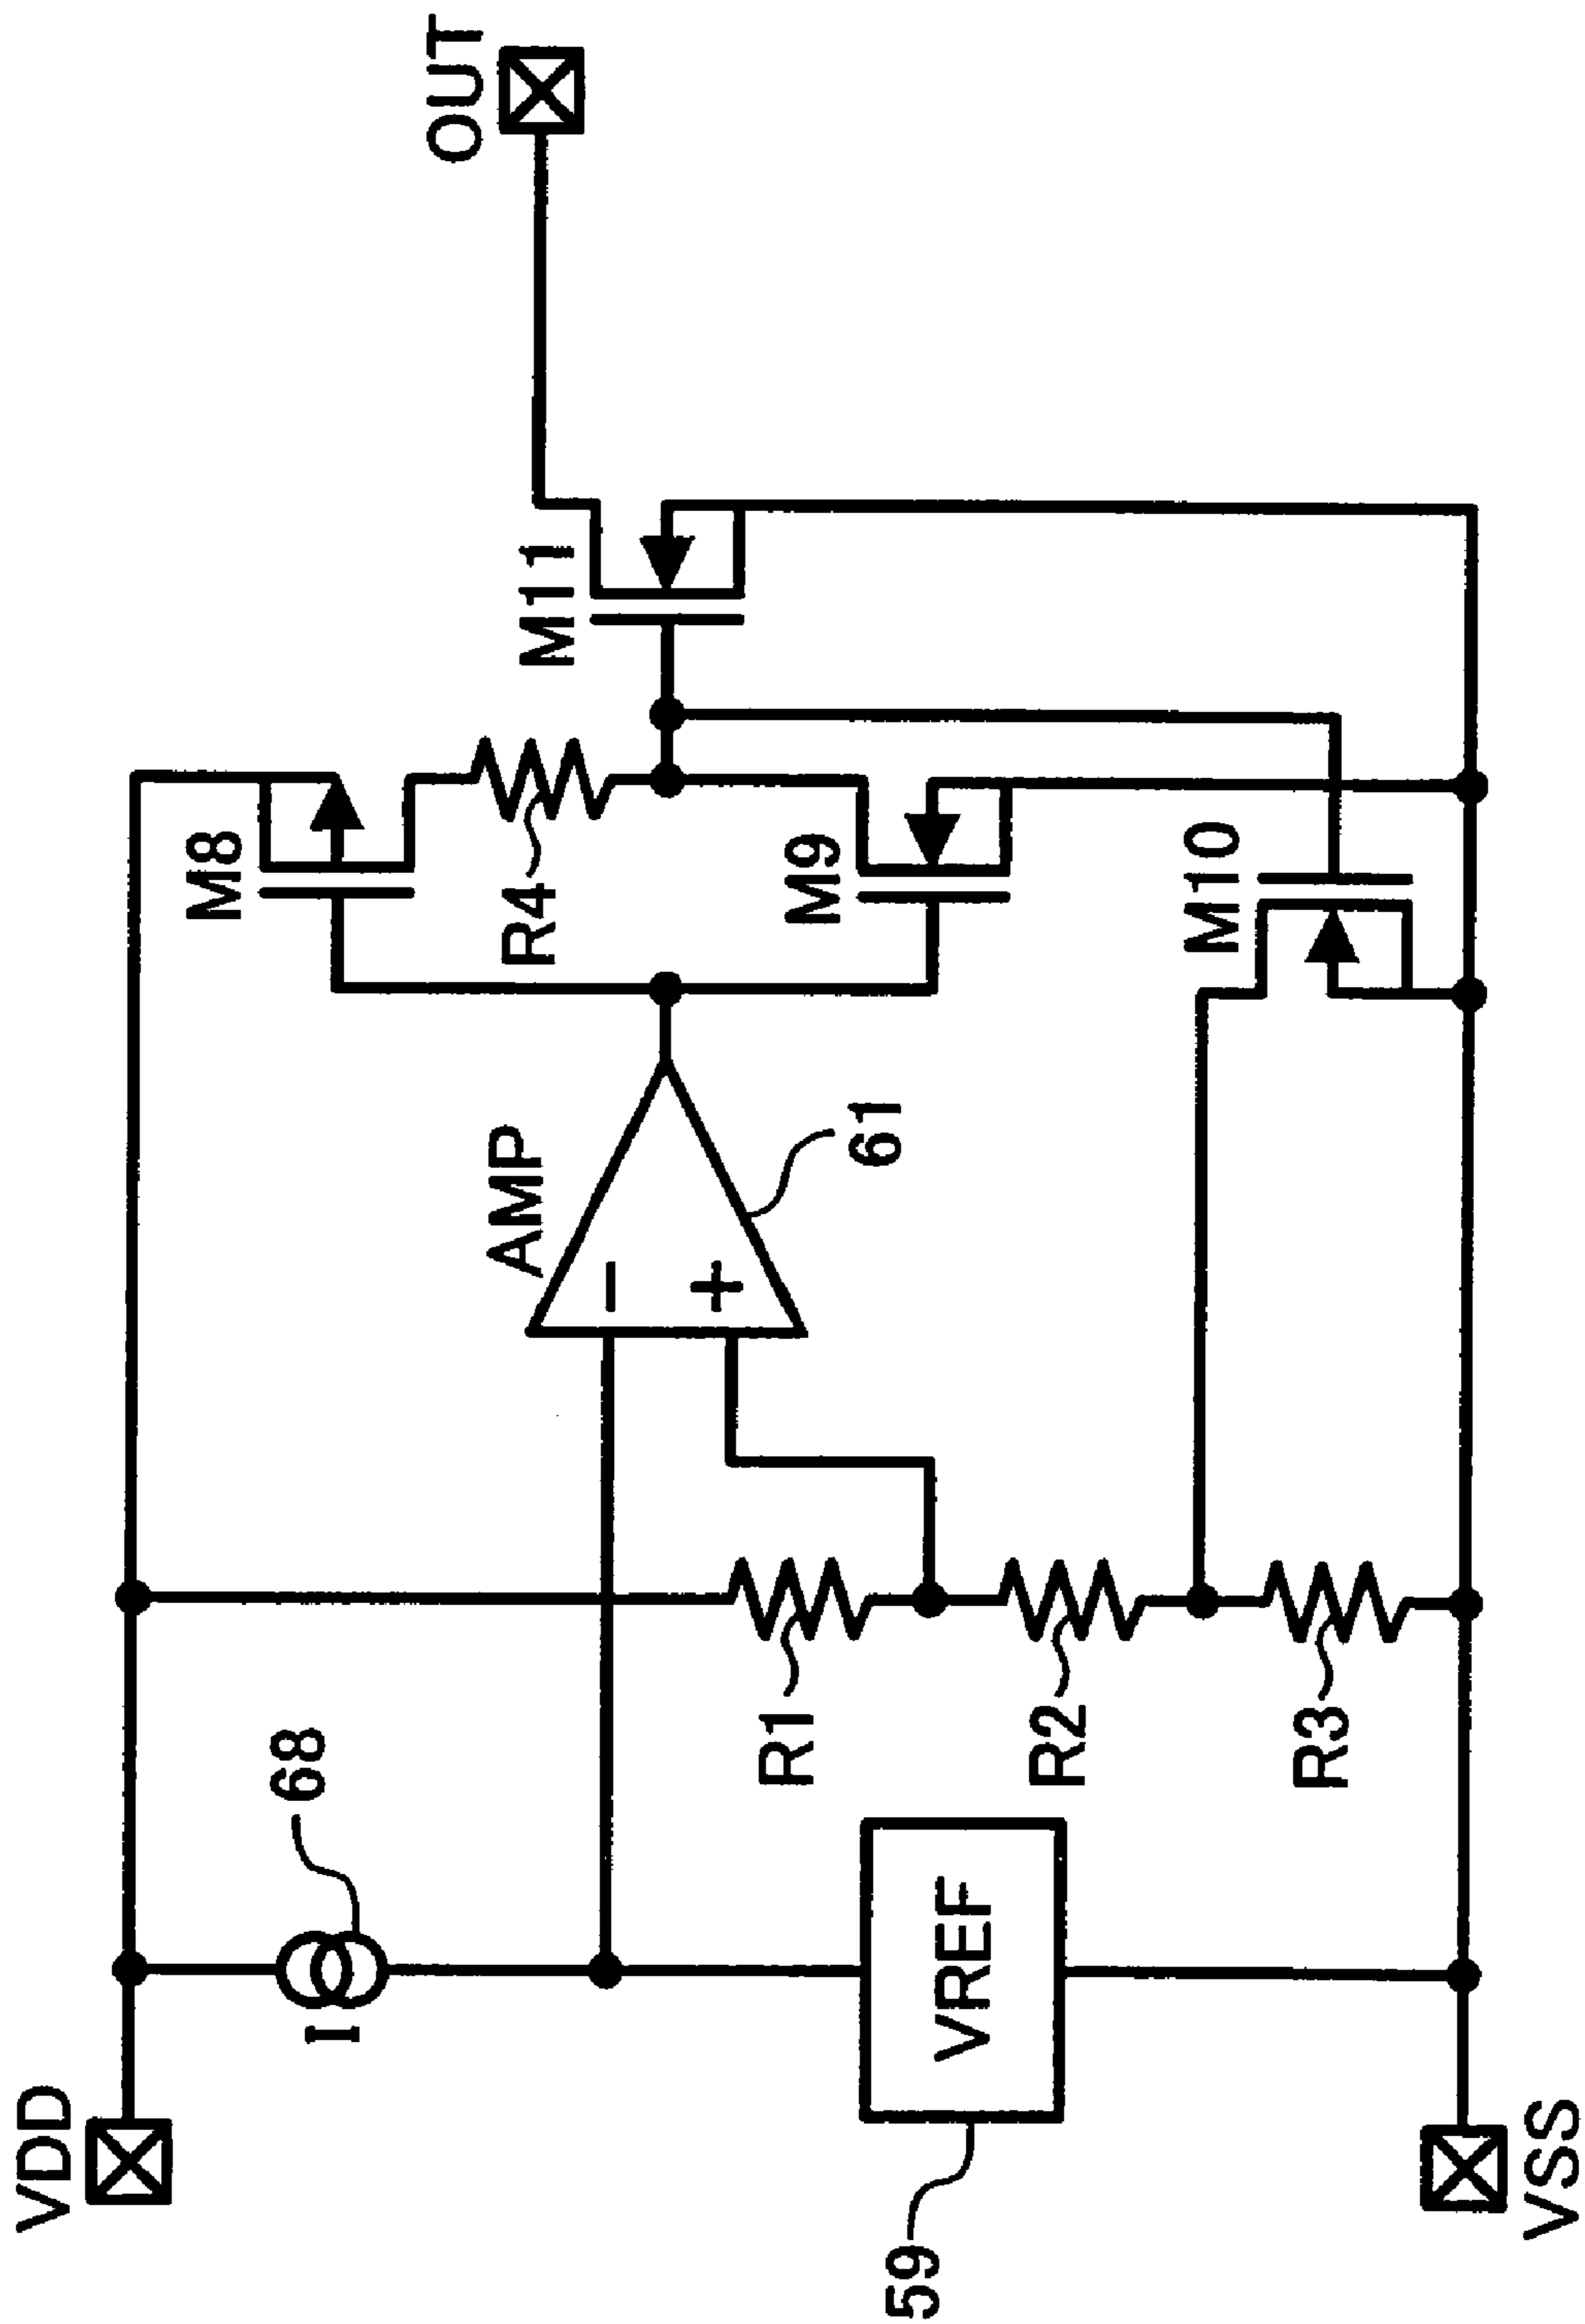 VDD
I
68
59
VREF
VSS
R1
R2
R3
AMP
−
+
61
M8
R4
M9
M10
M11
OUT